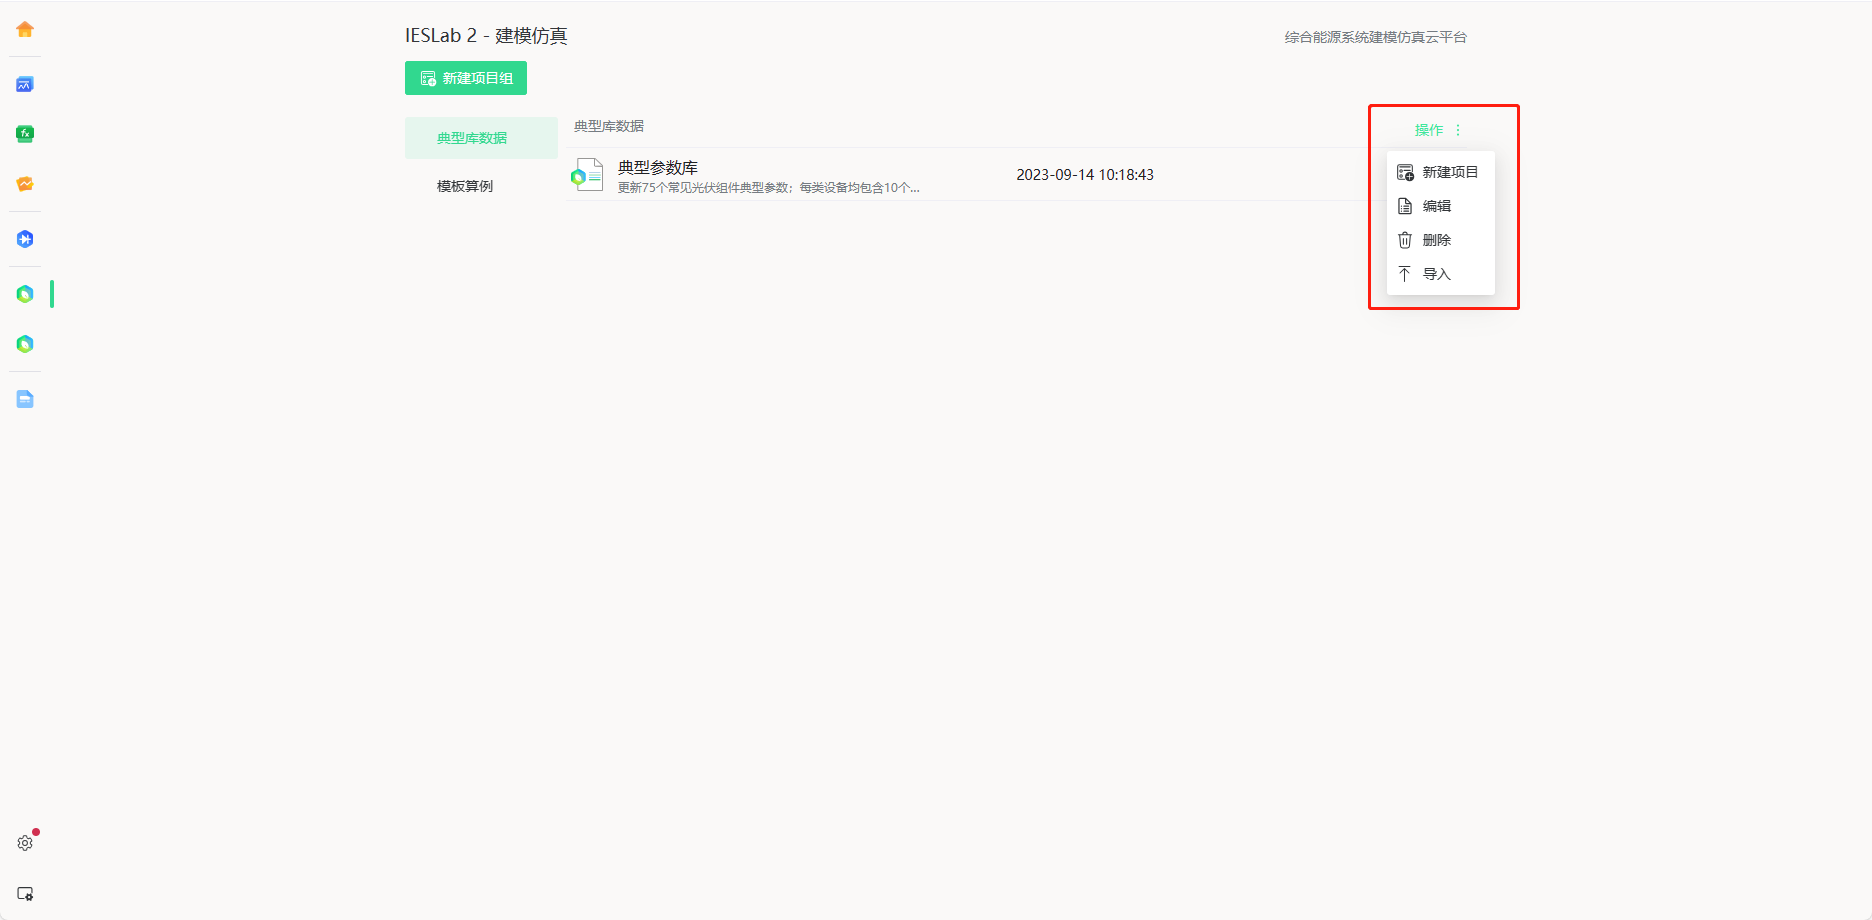 IESLab 2 - 建模仿真
综合能源系统建模仿真云平台
新建项目组
典型库数据
模板算例
典型库数据
操作
典型参数库
更新75个常见光伏组件典型参数；每类设备均包含10个...
2023-09-14 10:18:43
新建项目
编辑
删除
导入